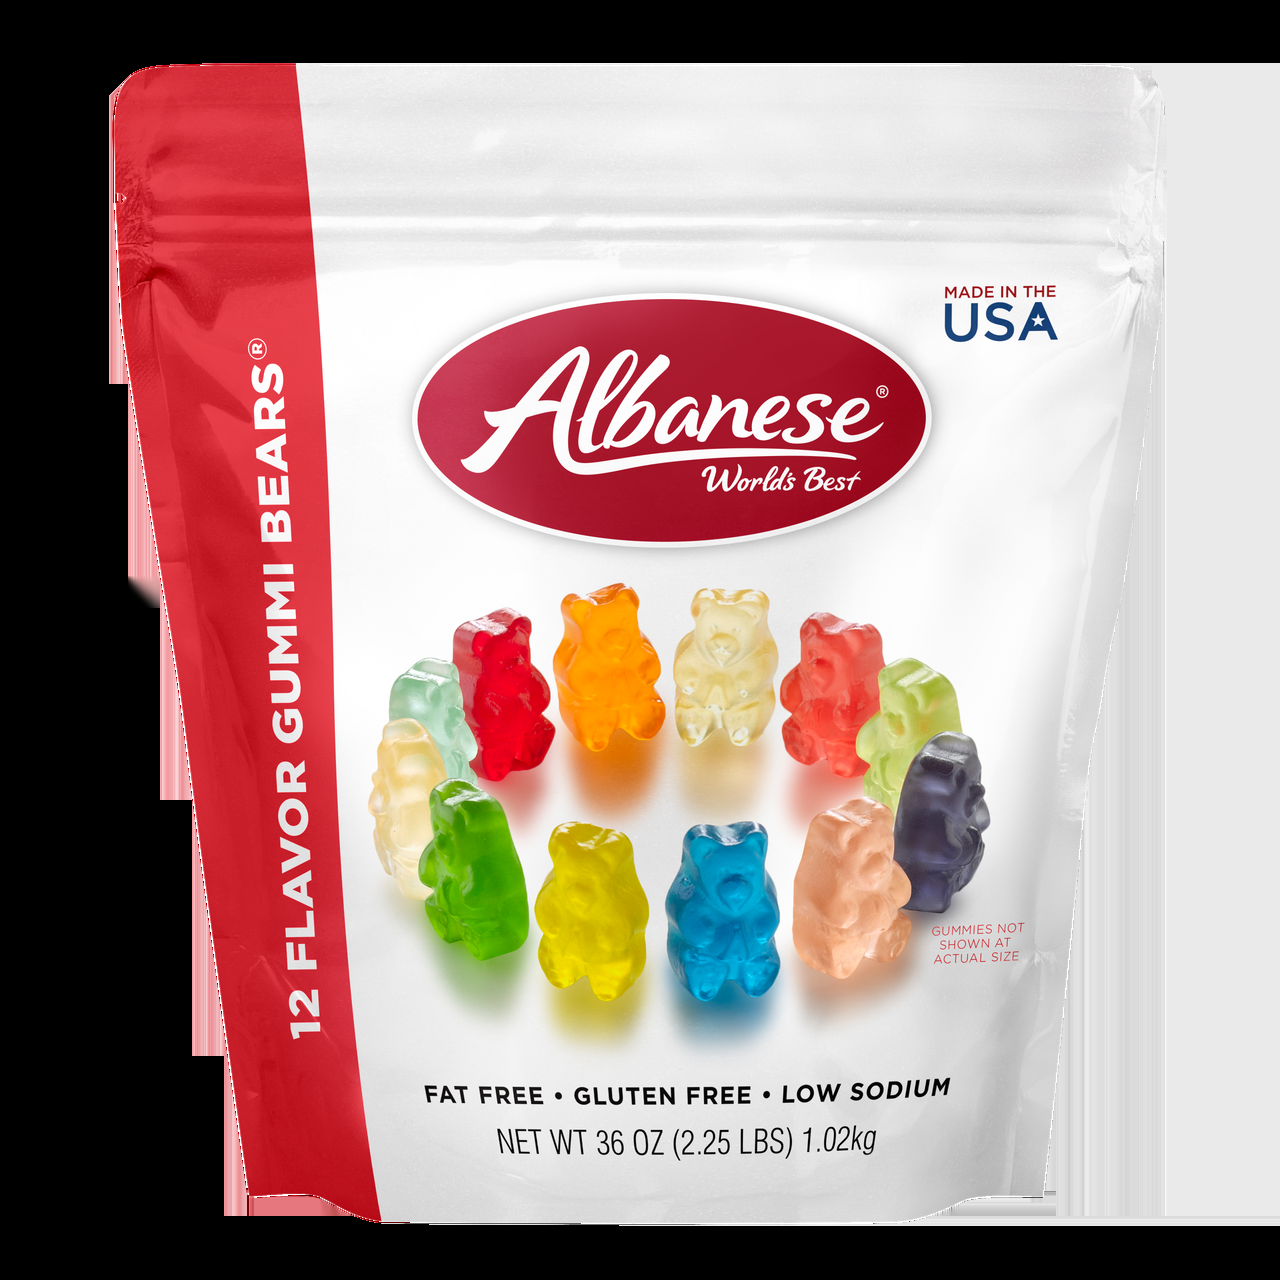 12 FLAVOR GUMMI BEARS®
MADE IN THE
USA
Albanese®
World's Best
GUMMIES NOT
SHOWN AT
ACTUAL SIZE
FAT FREE • GLUTEN FREE • LOW SODIUM
NET WT 36 OZ (2.25 LBS) 1.02kg